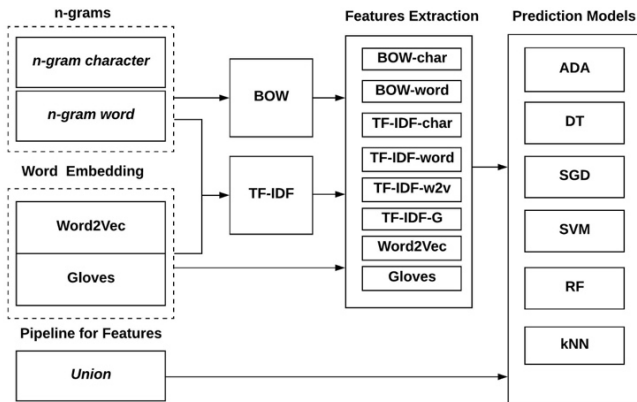 n-grams
n-gram character
n-gram word
Word Embedding
Word2Vec
Gloves
Pipeline for Features
Union
BOW
TF-IDF
Features Extraction
BOW-char
BOW-word
TF-IDF-char
TF-IDF-word
TF-IDF-w2v
TF-IDF-G
Word2Vec
Gloves
Prediction Models
ADA
DT
SGD
SVM
RF
kNN